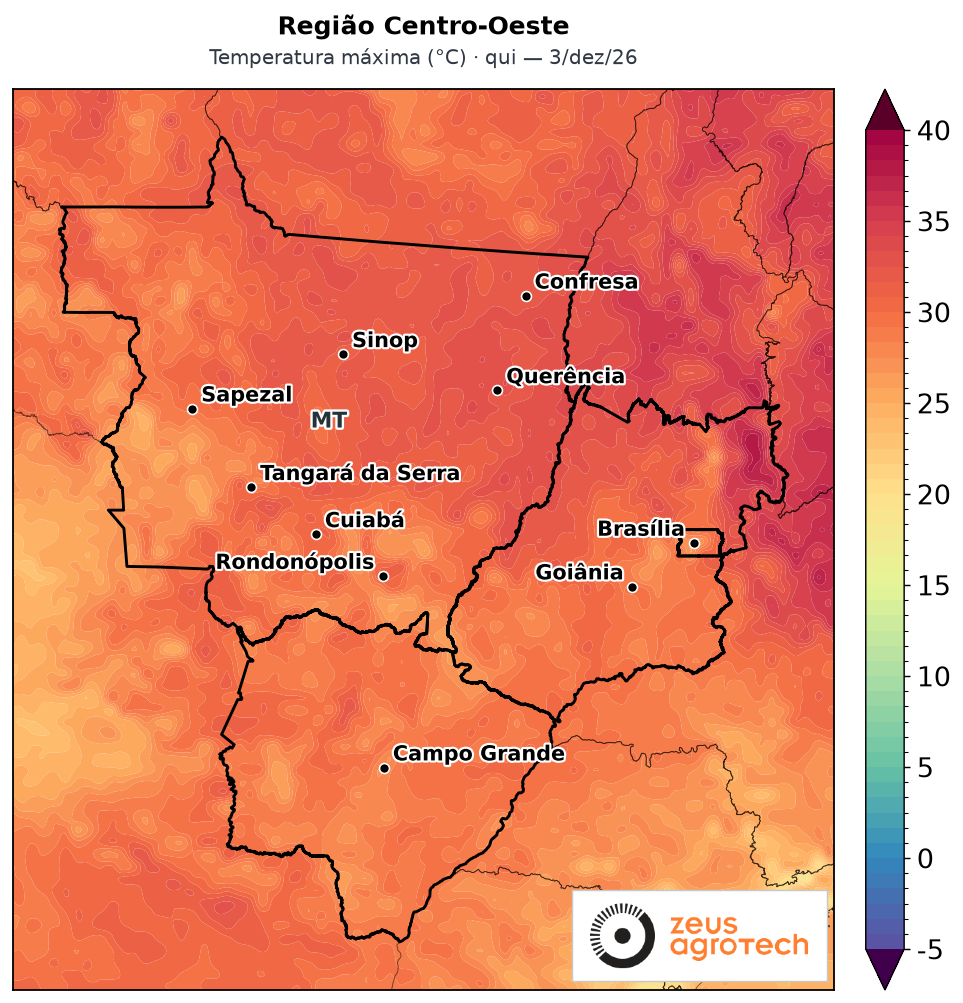 Região Centro-Oeste
Temperatura máxima (°C) · qui — 3/dez/26
Confresa
Sinop
Querência
Sapezal
MT
Tangará da Serra
Cuiabá
Brasília
Rondonópolis
Goiânia
Campo Grande
40
35
30
25
20
15
10
5
0
-5
zeus
agrotech